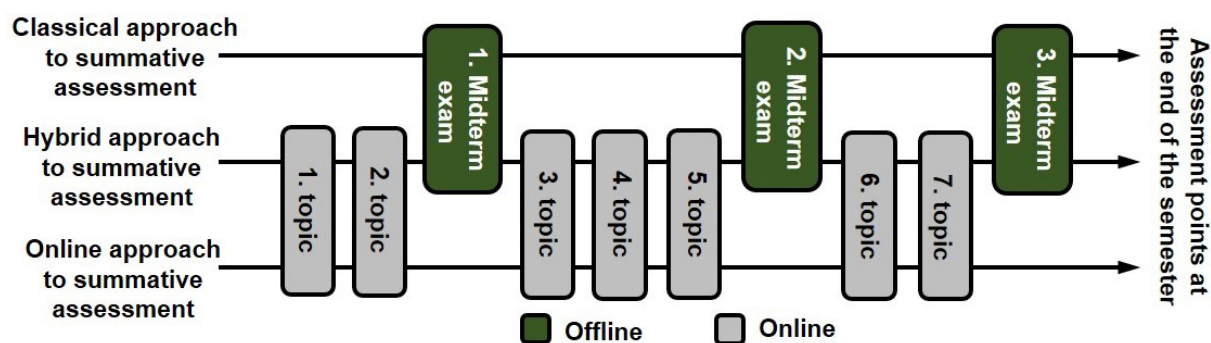 Classical approach
to summative
assessment
Hybrid approach
to summative
assessment
Online approach
to summative
assessment
1. topic
2. topic
1. Midterm
exam
3. topic
4. topic
5. topic
2. Midterm
exam
6. topic
7. topic
3. Midterm
exam
Assessment points at
the end of the semester
Offline
Online